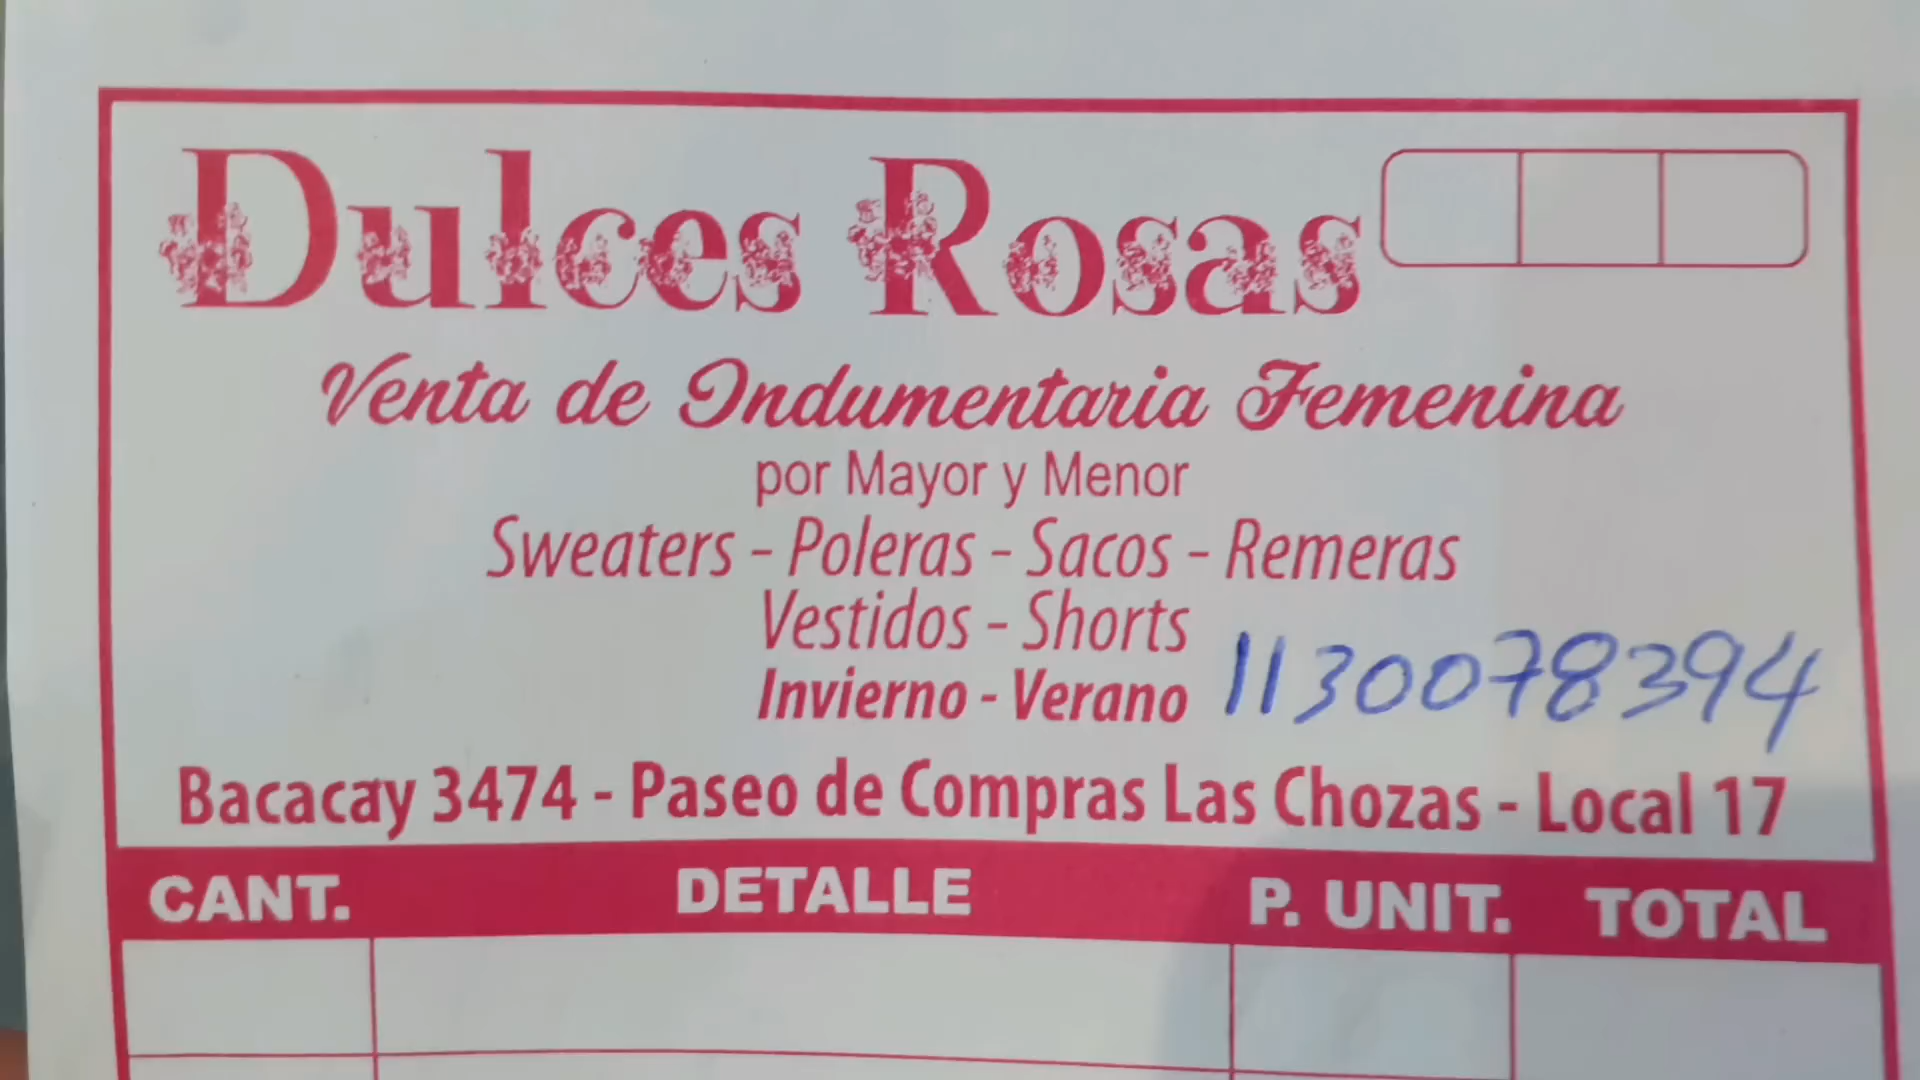 Dulces Rosas
Venta de Indumentaria Femenina
por Mayor y Menor
Sweaters - Poleras - Sacos - Remeras
Vestidos - Shorts
Invierno - Verano 1130078394
Bacacay 3474 - Paseo de Compras Las Chozas - Local 17
CANT. DETALLE P. UNIT. TOTAL